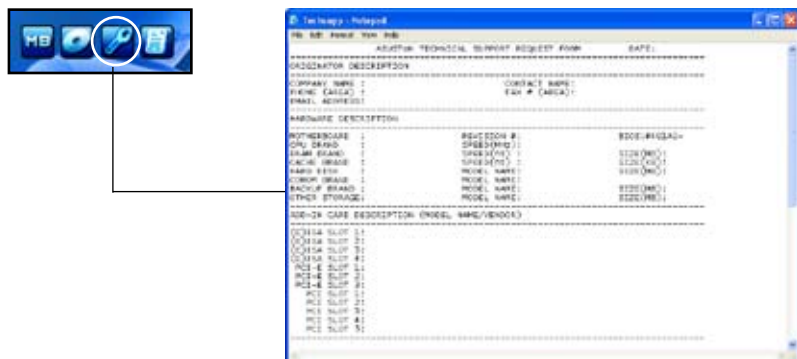 MB
Techsupp - Notepad
File Edit Format View Help
ASUSTeK TECHNICAL SUPPORT REQUEST FORM DATE:
ORIGINATOR DESCRIPTION
COMPANY NAME : CONTACT NAME:
PHONE (AREA) : FAX # (AREA):
EMAIL ADDRESS:
HARDWARE DESCRIPTION
MOTHERBOARD : REVISION #: BIOS:
CPU BRAND : SPEED(MHz):
DRAM BRAND : SPEED(ns) : SIZE(MB):
CACHE BRAND : SPEED(ns) : SIZE(KB):
HARD DISK : MODEL NAME: SIZE(MB):
CDROM BRAND : MODEL NAME:
BACKUP BRAND : MODEL NAME: SIZE(MB):
OTHER STORAGE: MODEL NAME: SIZE(MB):
ADD-IN CARD DESCRIPTION (MODEL NAME/VENDOR)
(E)ISA SLOT 1:
(E)ISA SLOT 2:
(E)ISA SLOT 3:
(E)ISA SLOT 4:
PCI-E SLOT 1:
PCI-E SLOT 2:
PCI-E SLOT 3:
PCI SLOT 1:
PCI SLOT 2:
PCI SLOT 3:
PCI SLOT 4:
PCI SLOT 5: